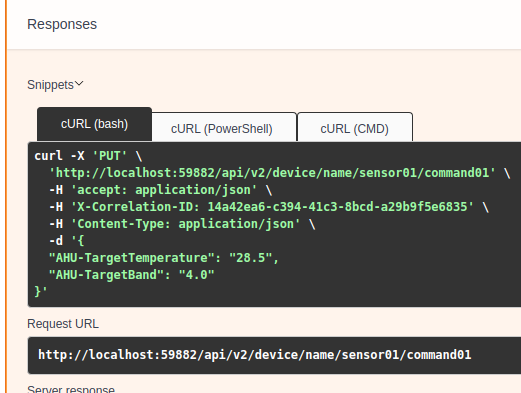 Responses
Snippets
cURL (bash)
cURL (PowerShell)
cURL (CMD)
curl -X 'PUT' \
  'http://localhost:59882/api/v2/device/name/sensor01/command01' \
  -H 'accept: application/json' \
  -H 'X-Correlation-ID: 14a42ea6-c394-41c3-8bcd-a29b9f5e6835' \
  -H 'Content-Type: application/json' \
  -d '{
  "AHU-TargetTemperature": "28.5",
  "AHU-TargetBand": "4.0"
}'
Request URL
http://localhost:59882/api/v2/device/name/sensor01/command01
Server response